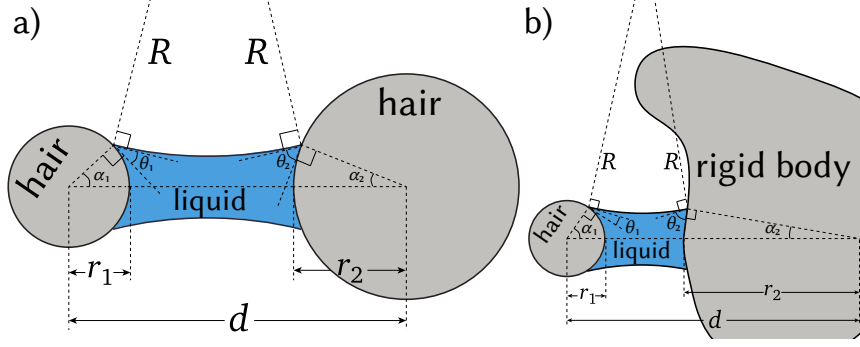 a)
R R
hair
hair
θ₁ θ₂
α₁ α₂
liquid
r₁ r₂
d
b)
R R
rigid body
hair
α₁ θ₁ θ₂ α₂
liquid
r₁ r₂
d